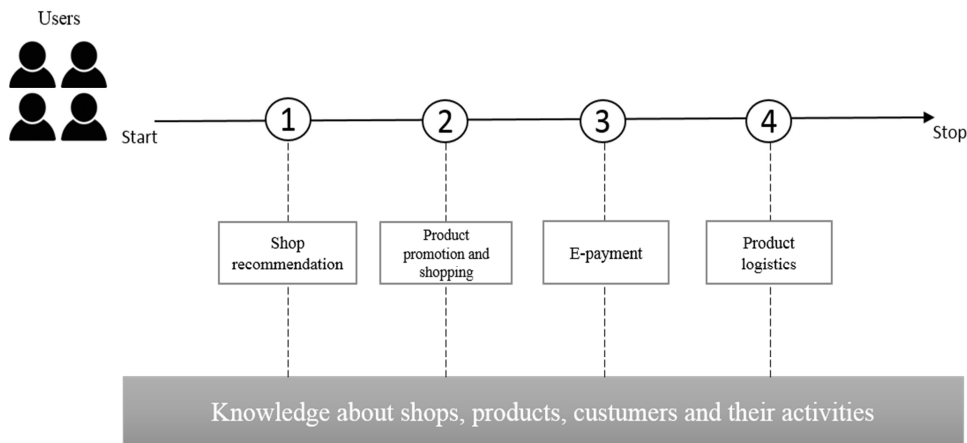 Users
Start
1
2
3
4
Stop
Shop
recommendation
Product
promotion and
shopping
E-payment
Product
logistics
Knowledge about shops, products, custumers and their activities